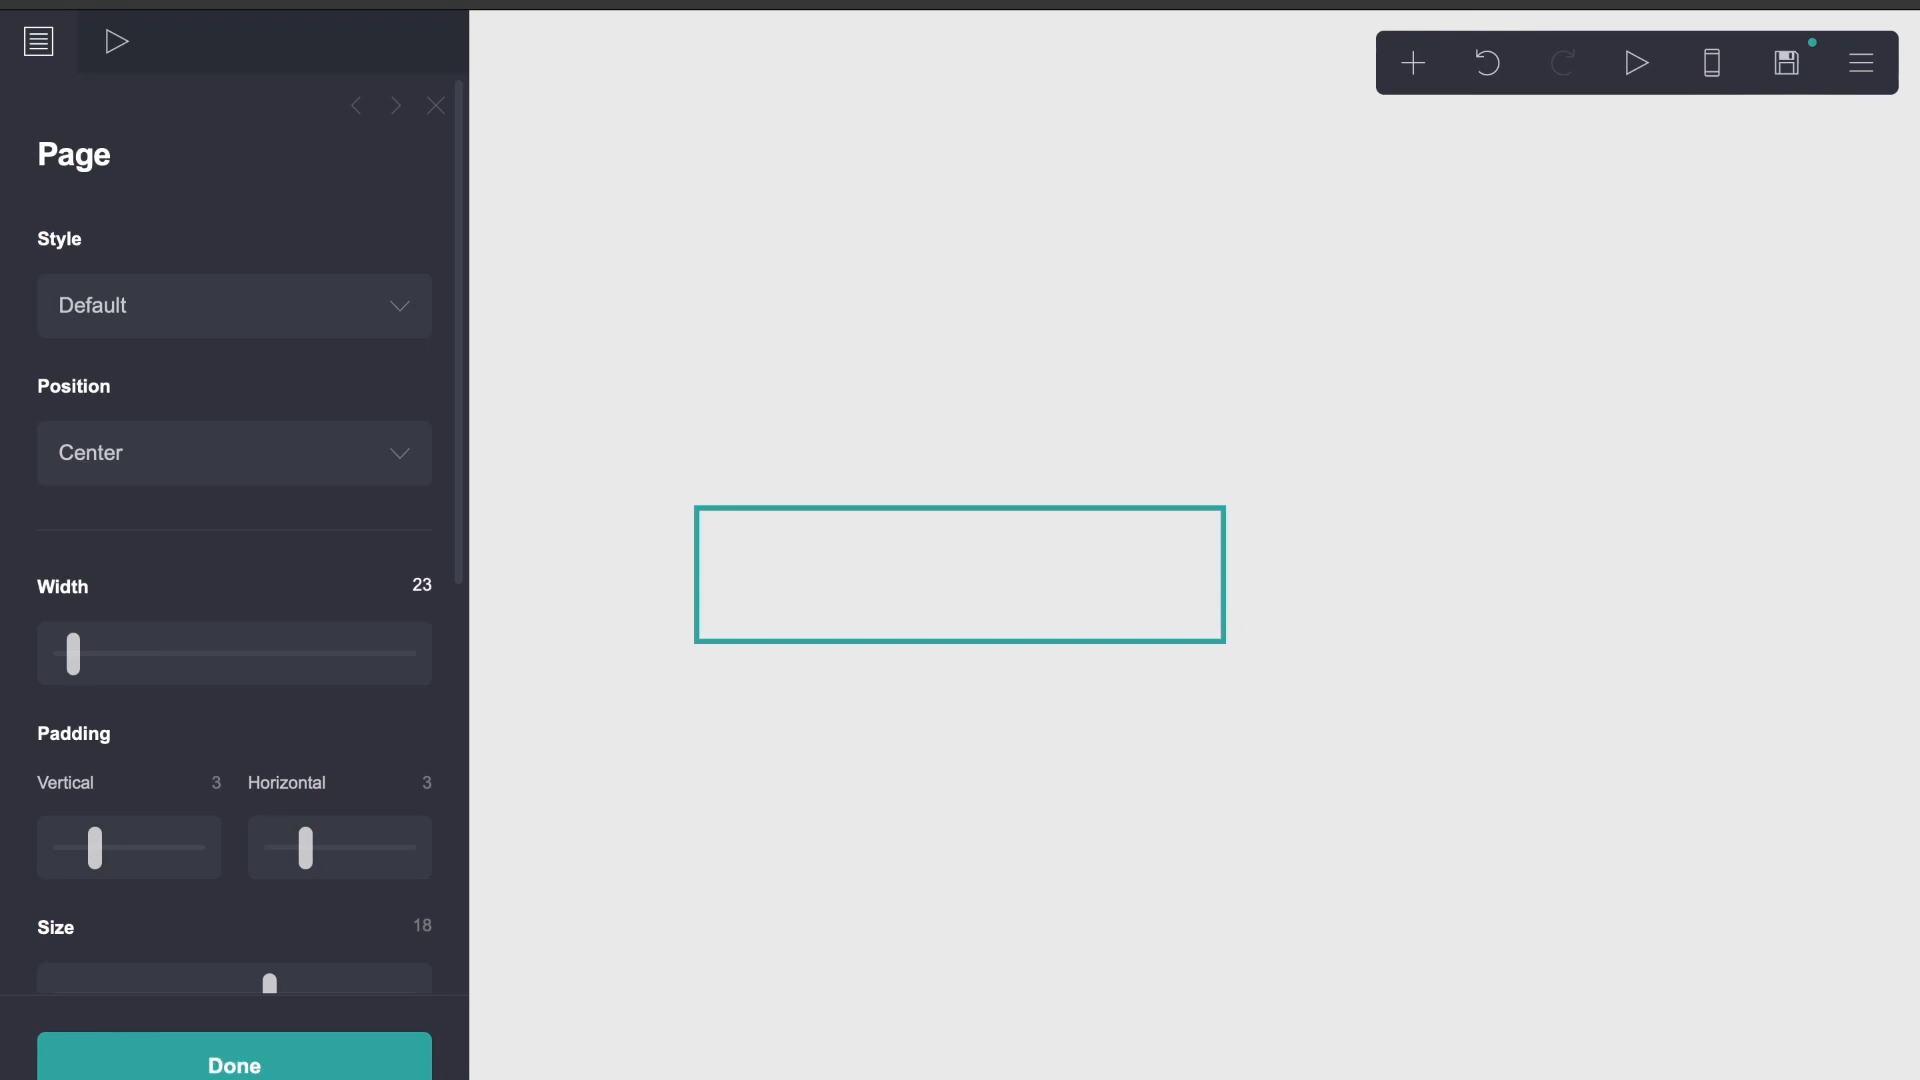 Page
Style
Default
Position
Center
Width 23
Padding
Vertical 3 Horizontal 3
Size 18
Done